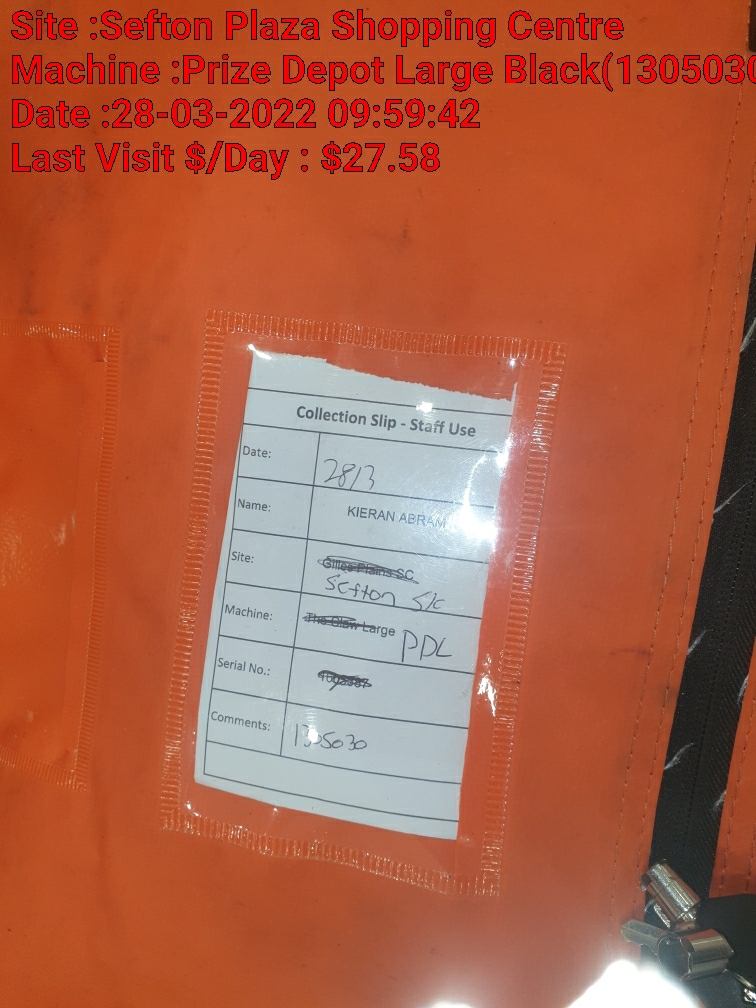 Site :Sefton Plaza Shopping Centre
Machine :Prize Depot Large Black(1305030
Date :28-03-2022 09:59:42
Last Visit $/Day : $27.58
Collection Slip - Staff Use
Date: 28/3
Name: KIERAN ABRAM
Site: Gilles Plains SC
Sefton S/C
Machine: The Claw Large PDL
Serial No.:
Comments: 1305030